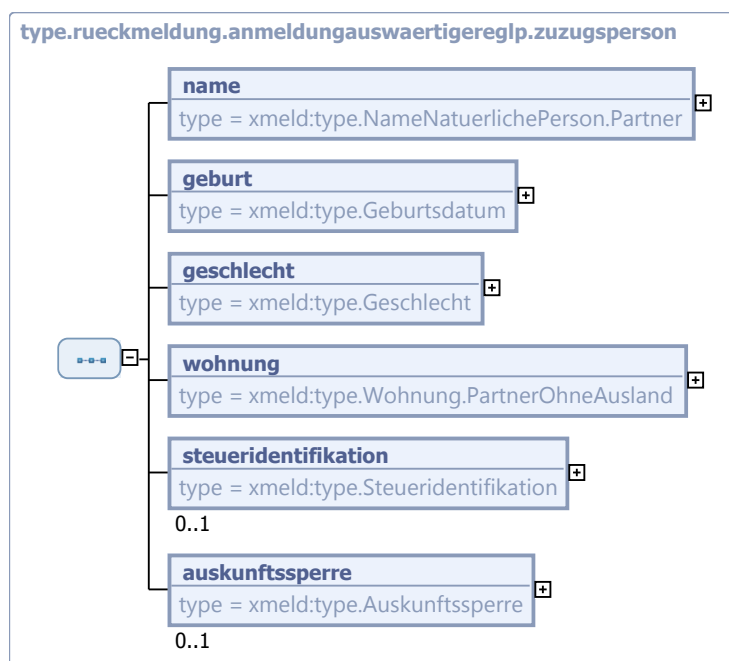 type.rueckmeldung.anmeldungauswaertigereglp.zuzugsperson
name
type = xmeld:type.NameNatuerlichePerson.Partner
geburt
type = xmeld:type.Geburtsdatum
geschlecht
type = xmeld:type.Geschlecht
wohnung
type = xmeld:type.Wohnung.PartnerOhneAusland
steueridentifikation
type = xmeld:type.Steueridentifikation
0..1
auskunftssperre
type = xmeld:type.Auskunftssperre
0..1